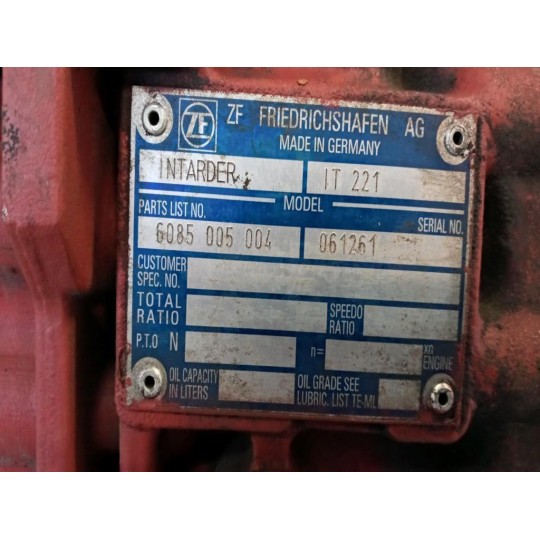 ZF ZF FRIEDRICHSHAFEN AG
MADE IN GERMANY
INTARDER IT 221
MODEL
PARTS LIST NO. SERIAL NO.
6085 005 004 061261
CUSTOMER
SPEC. NO.
TOTAL RATIO SPEEDO RATIO
P.T.O N n= xn ENGINE
OIL CAPACITY IN LITERS OIL GRADE SEE LUBRIC. LIST TE-ML